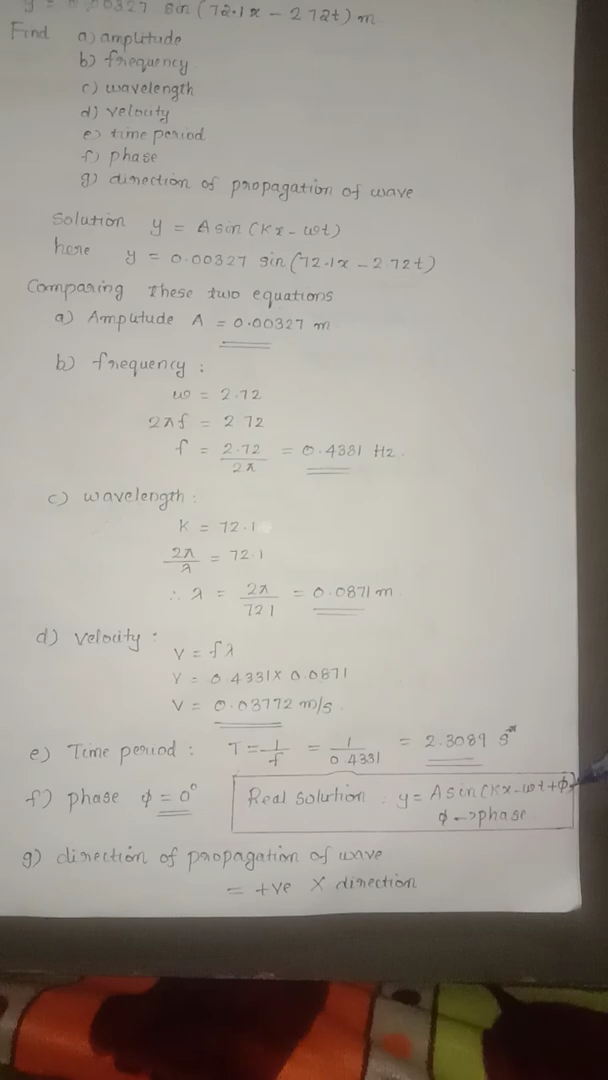 y = 0.00327 sin (72.1x - 2.72t) m
Find a) amplitude
b) frequency
c) wavelength
d) velocity
e) time period
f) phase
g) direction of propagation of wave
Solution y = A sin (Kx - ωt)
here y = 0.00327 sin (72.1x - 2.72t)
Comparing these two equations
a) Amplitude A = 0.00327 m
b) frequency :
ω = 2.72
2πf = 2.72
f = 2.72 / 2π = 0.4331 Hz.
c) wavelength :
K = 72.1
2π / λ = 72.1
∴ λ = 2π / 72.1 = 0.0871 m
d) velocity :
V = fλ
V = 0.4331 x 0.0871
V = 0.03772 m/s
e) Time period : T = 1 / f = 1 / 0.4331 = 2.3089 s
f) phase ϕ = 0°
Real solution : y = A sin (Kx - ωt + ϕ)
ϕ -> phase
g) direction of propagation of wave
= +ve X direction